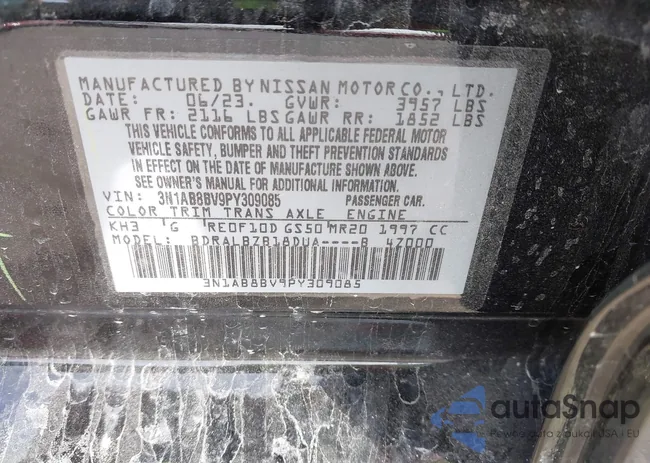 MANUFACTURED BY NISSAN MOTOR CO., LTD.
DATE: 06/23. GVWR: 3957 LBS
GAWR FR: 2116 LBS GAWR RR: 1852 LBS
THIS VEHICLE CONFORMS TO ALL APPLICABLE FEDERAL MOTOR
VEHICLE SAFETY, BUMPER AND THEFT PREVENTION STANDARDS
IN EFFECT ON THE DATE OF MANUFACTURE SHOWN ABOVE.
SEE OWNER'S MANUAL FOR ADDITIONAL INFORMATION.
VIN: 3N1AB8BV9PY309085 PASSENGER CAR.
COLOR TRIM TRANS AXLE ENGINE
KH3 G RE0F10D GS50 MR20 1997 CC
MODEL: BDRALBZB18DUA----B 4Z000
3N1AB8BV9PY309085
autoSnap